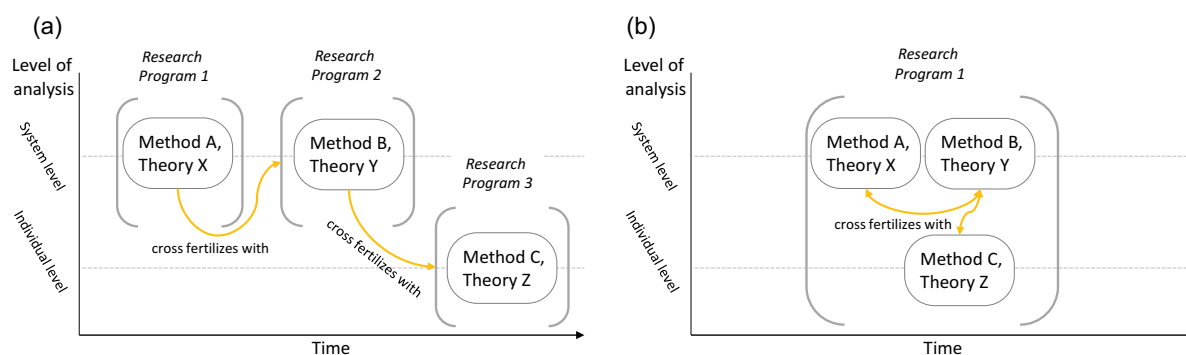 (a)
Level of
analysis
Research
Program 1
Research
Program 2
System level
Method A,
Theory X
Method B,
Theory Y
Research
Program 3
cross fertilizes with
cross fertilizes with
Individual level
Method C,
Theory Z
Time
(b)
Level of
analysis
Research
Program 1
System level
Method A,
Theory X
Method B,
Theory Y
cross fertilizes with
Individual level
Method C,
Theory Z
Time